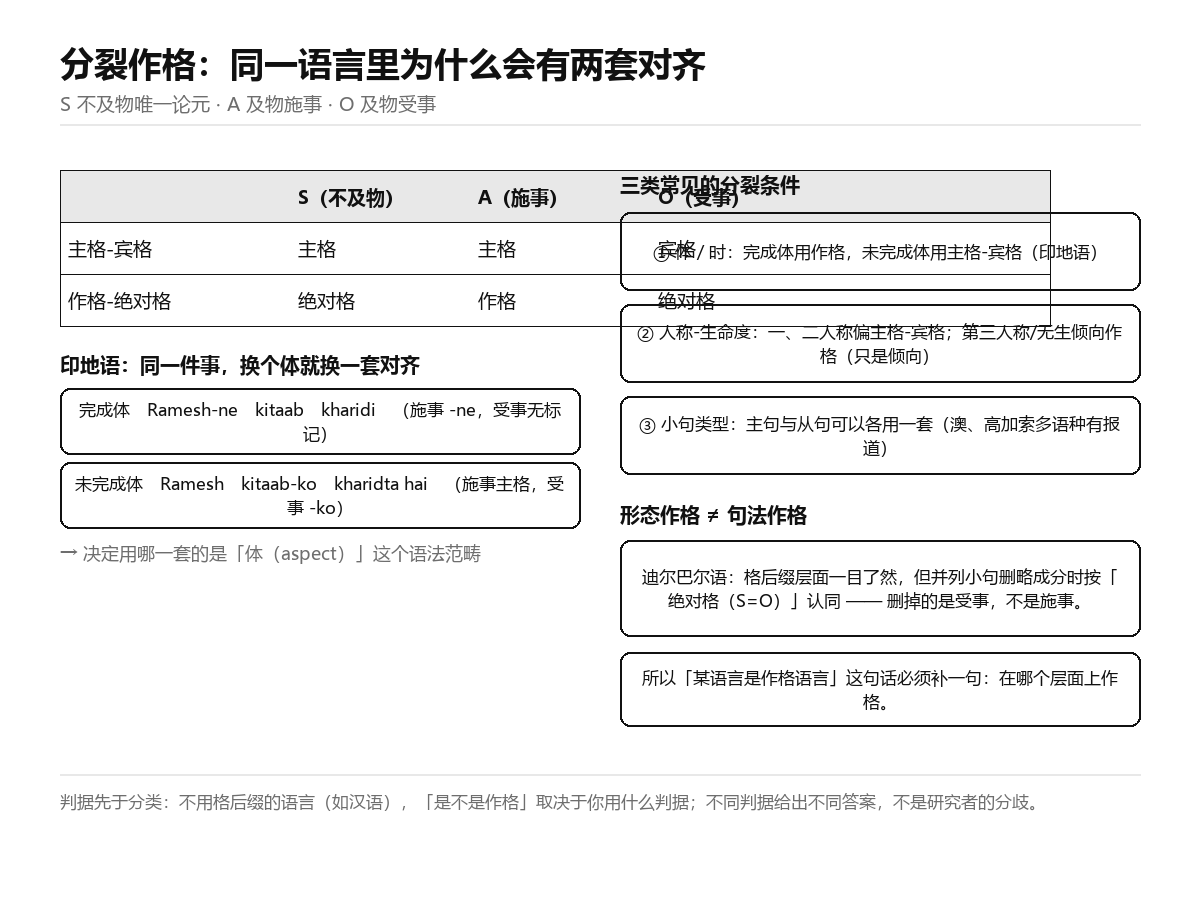 分裂作格：同一语言里为什么会有两套对齐
S 不及物唯一论元 · A 及物施事 · O 及物受事
S（不及物） A（施事） O（受事）
主格-宾格 主格 主格 宾格
作格-绝对格 绝对格 作格 绝对格
印地语：同一件事，换个体就换一套对齐
完成体 Ramesh-ne kitaab kharidi （施事 -ne，受事无标
记）
未完成体 Ramesh kitaab-ko kharidta hai （施事主格，受
事 -ko）
→ 决定用哪一套的是「体（aspect）」这个语法范畴
三类常见的分裂条件
① 体 / 时：完成体用作格，未完成体用主格-宾格（印地语）
② 人称-生命度：一、二人称偏主格-宾格；第三人称/无生倾向作
格（只是倾向）
③ 小句类型：主句与从句可以各用一套（澳、高加索多语种有报
道）
形态作格 ≠ 句法作格
迪尔巴尔语：格后缀层面一目了然，但并列小句删略成分时按「
绝对格（S=O）」认同 —— 删掉的是受事，不是施事。
所以「某语言是作格语言」这句话必须补一句：在哪个层面上作
格。
判据先于分类：不用格后缀的语言（如汉语），「是不是作格」取决于你用什么判据；不同判据给出不同答案，不是研究者的分歧。